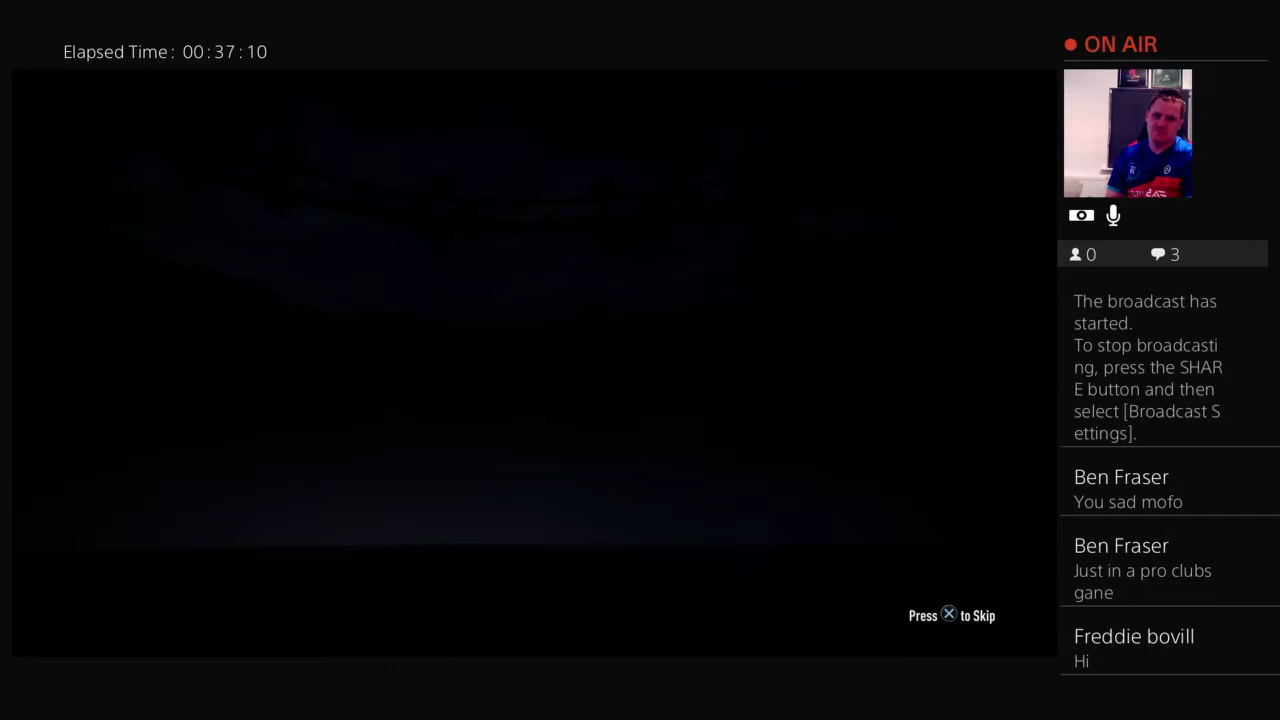 Elapsed Time: 00:37:10
ON AIR
0
3
The broadcast has
started.
To stop broadcasti
ng, press the SHAR
E button and then
select [Broadcast S
ettings].
Ben Fraser
You sad mofo
Ben Fraser
Just in a pro clubs
gane
Freddie bovill
Hi
Press X to Skip